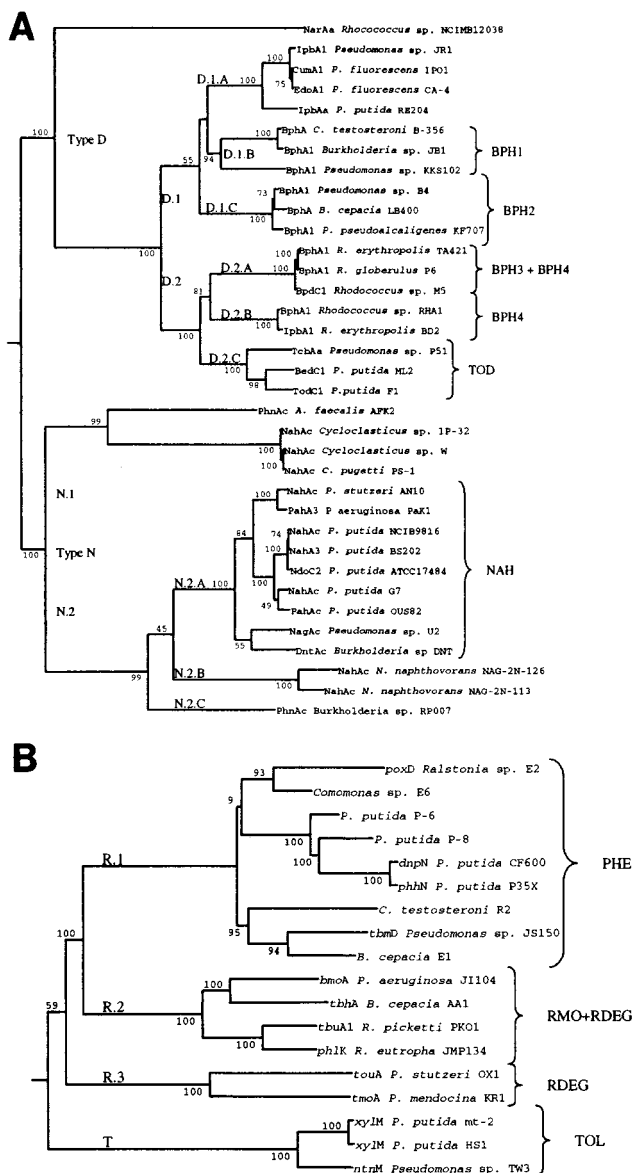 A
NarAa Rhococcus sp. NCIMB12038
IpbA1 Pseudomonas sp. JR1
100
CumA1 P. fluorescens IPO1
D.1.A
100
75
EdoA1 P. fluorescens CA-4
IpbAa P. putida RE204
100
Type D
BphA C. testosteroni B-356
100
BphA1 Burkholderia sp. JB1
BPH1
55
94
D.1.B
BphA1 Pseudomonas sp. KKS102
BphA1 Pseudomonas sp. B4
73
D.1
D.1.C
BphA B. cepacia LB400
BPH2
100
BphA1 P. pseudoalcaligenes KF707
100
BphA1 R. erythropolis TA421
100
D.2.A
BphA1 R. globerulus P6
BPH3 + BPH4
100
D.2
81
BpdC1 Rhodococcus sp. M5
BphA1 Rhodococcus sp. RHA1
BPH4
D.2.B
100
IpbA1 R. erythropolis BD2
100
TcbAa Pseudomonas sp. P51
D.2.C
100
BedC1 P. putida ML2
TOD
98
TodC1 P.putida F1
PhnAc A. faecalis AFK2
99
NahAc Cycloclasticus sp. 1P-32
100
NahAc Cycloclasticus sp. W
100
NahAc C. pugatti PS-1
N.1
NahAc P. stutzeri AN10
100
PahA3 P aeruginosa PaK1
NahAc P. putida NCIB9816
84
74
100
Type N
NahA3 P. putida BS202
100
NdoC2 P. putida ATCC17484
NAH
N.2.A
100
100
NahAc P. putida G7
N.2
49
PahAc P. putida OUS82
45
NagAc Pseudomonas sp. U2
55
DntAc Burkholderia sp DNT
NahAc N. naphthovorans NAG-2N-126
99
N.2.B
100
NahAc N. naphthovorans NAG-2N-113
N.2.C
PhnAc Burkholderia sp. RP007
B
93
poxD Ralstonia sp. E2
9
Comomonas sp. E6
P. putida P-6
100
P. putida P-8
R.1
100
dnpN P. putida CF600
PHE
100
phhN P. putida P35X
C. testosteroni R2
95
tbmD Pseudomonas sp. JS150
100
94
B. cepacia E1
100
bmoA P. aeruginosa JI104
R.2
tbhA B. cepacia AA1
59
100
RMO+RDEG
tbuA1 R. picketti PKO1
100
phlK R. eutropha JMP134
R.3
touA P. stutzeri OX1
RDEG
100
tmoA P. mendocina KR1
xylM P. putida mt-2
100
T
xylM P. putida HS1
TOL
100
ntnM Pseudomonas sp. TW3